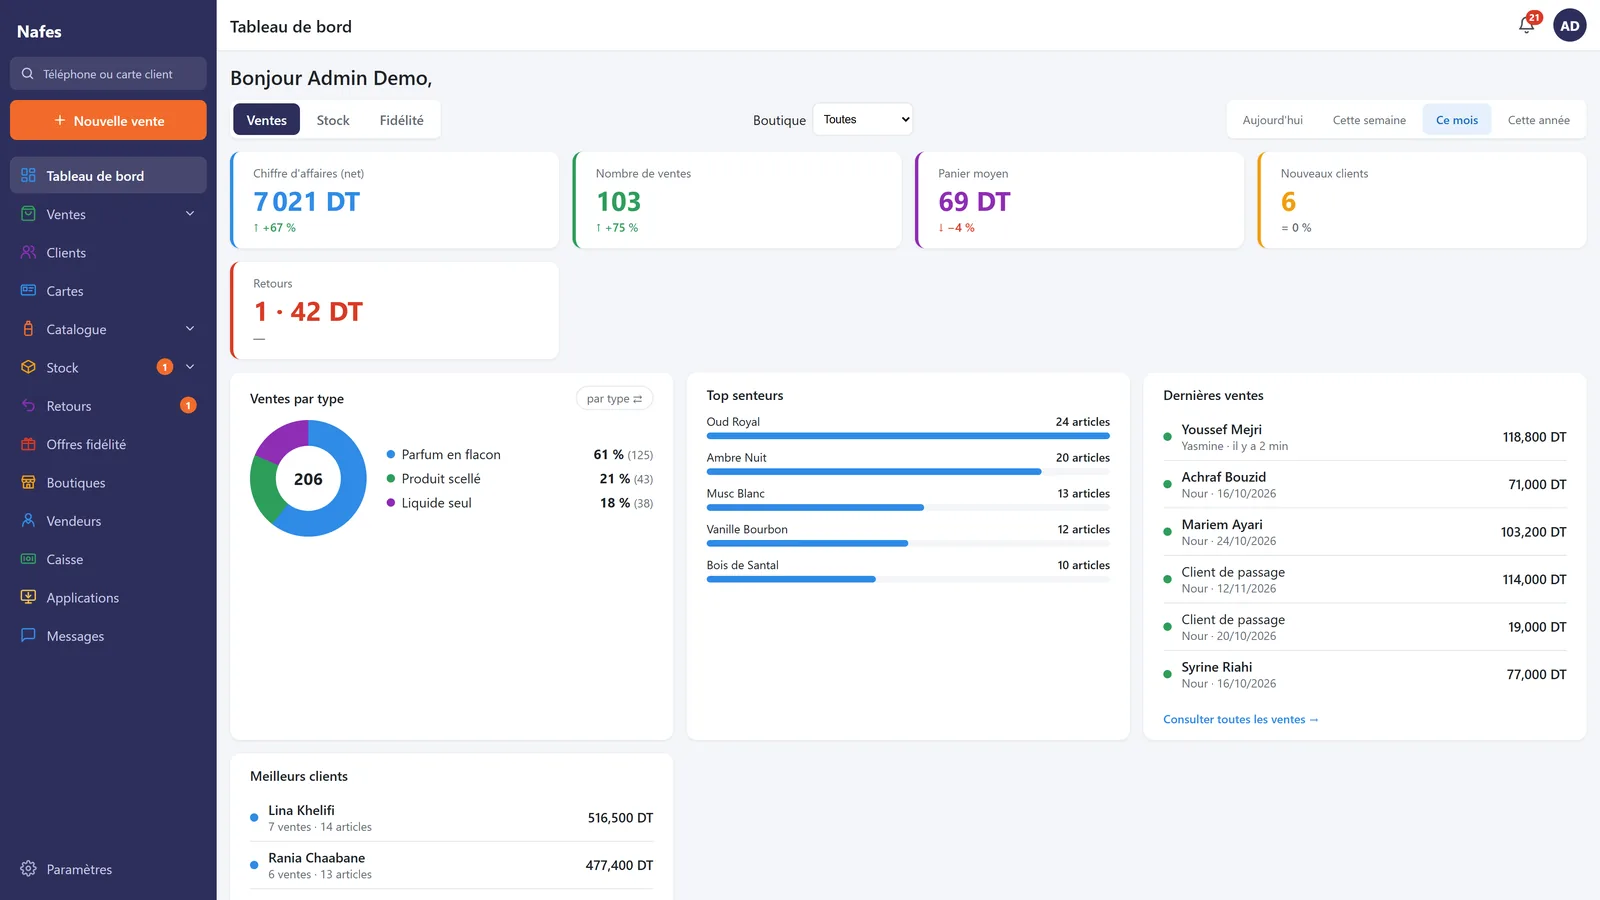 Nafes
Téléphone ou carte client
+ Nouvelle vente
Tableau de bord
Ventes
Clients
Cartes
Catalogue
Stock 1
Retours 1
Offres fidélité
Boutiques
Vendeurs
Caisse
Applications
Messages
Paramètres
Tableau de bord
21
AD
Bonjour Admin Demo,
Ventes Stock Fidélité
Boutique Toutes
Aujourd'hui Cette semaine Ce mois Cette année
Chiffre d'affaires (net)
7 021 DT
↑ +67 %
Nombre de ventes
103
↑ +75 %
Panier moyen
69 DT
↓ −4 %
Nouveaux clients
6
= 0 %
Retours
1 · 42 DT
—
Ventes par type
par type ⇄
206
Parfum en flacon 61 % (125)
Produit scellé 21 % (43)
Liquide seul 18 % (38)
Top senteurs
Oud Royal 24 articles
Ambre Nuit 20 articles
Musc Blanc 13 articles
Vanille Bourbon 12 articles
Bois de Santal 10 articles
Dernières ventes
Youssef Mejri 118,800 DT
Yasmine · il y a 2 min
Achraf Bouzid 71,000 DT
Nour · 16/10/2026
Mariem Ayari 103,200 DT
Nour · 24/10/2026
Client de passage 114,000 DT
Nour · 12/11/2026
Client de passage 19,000 DT
Nour · 20/10/2026
Syrine Riahi 77,000 DT
Nour · 16/10/2026
Consulter toutes les ventes →
Meilleurs clients
Lina Khelifi 516,500 DT
7 ventes · 14 articles
Rania Chaabane 477,400 DT
6 ventes · 13 articles